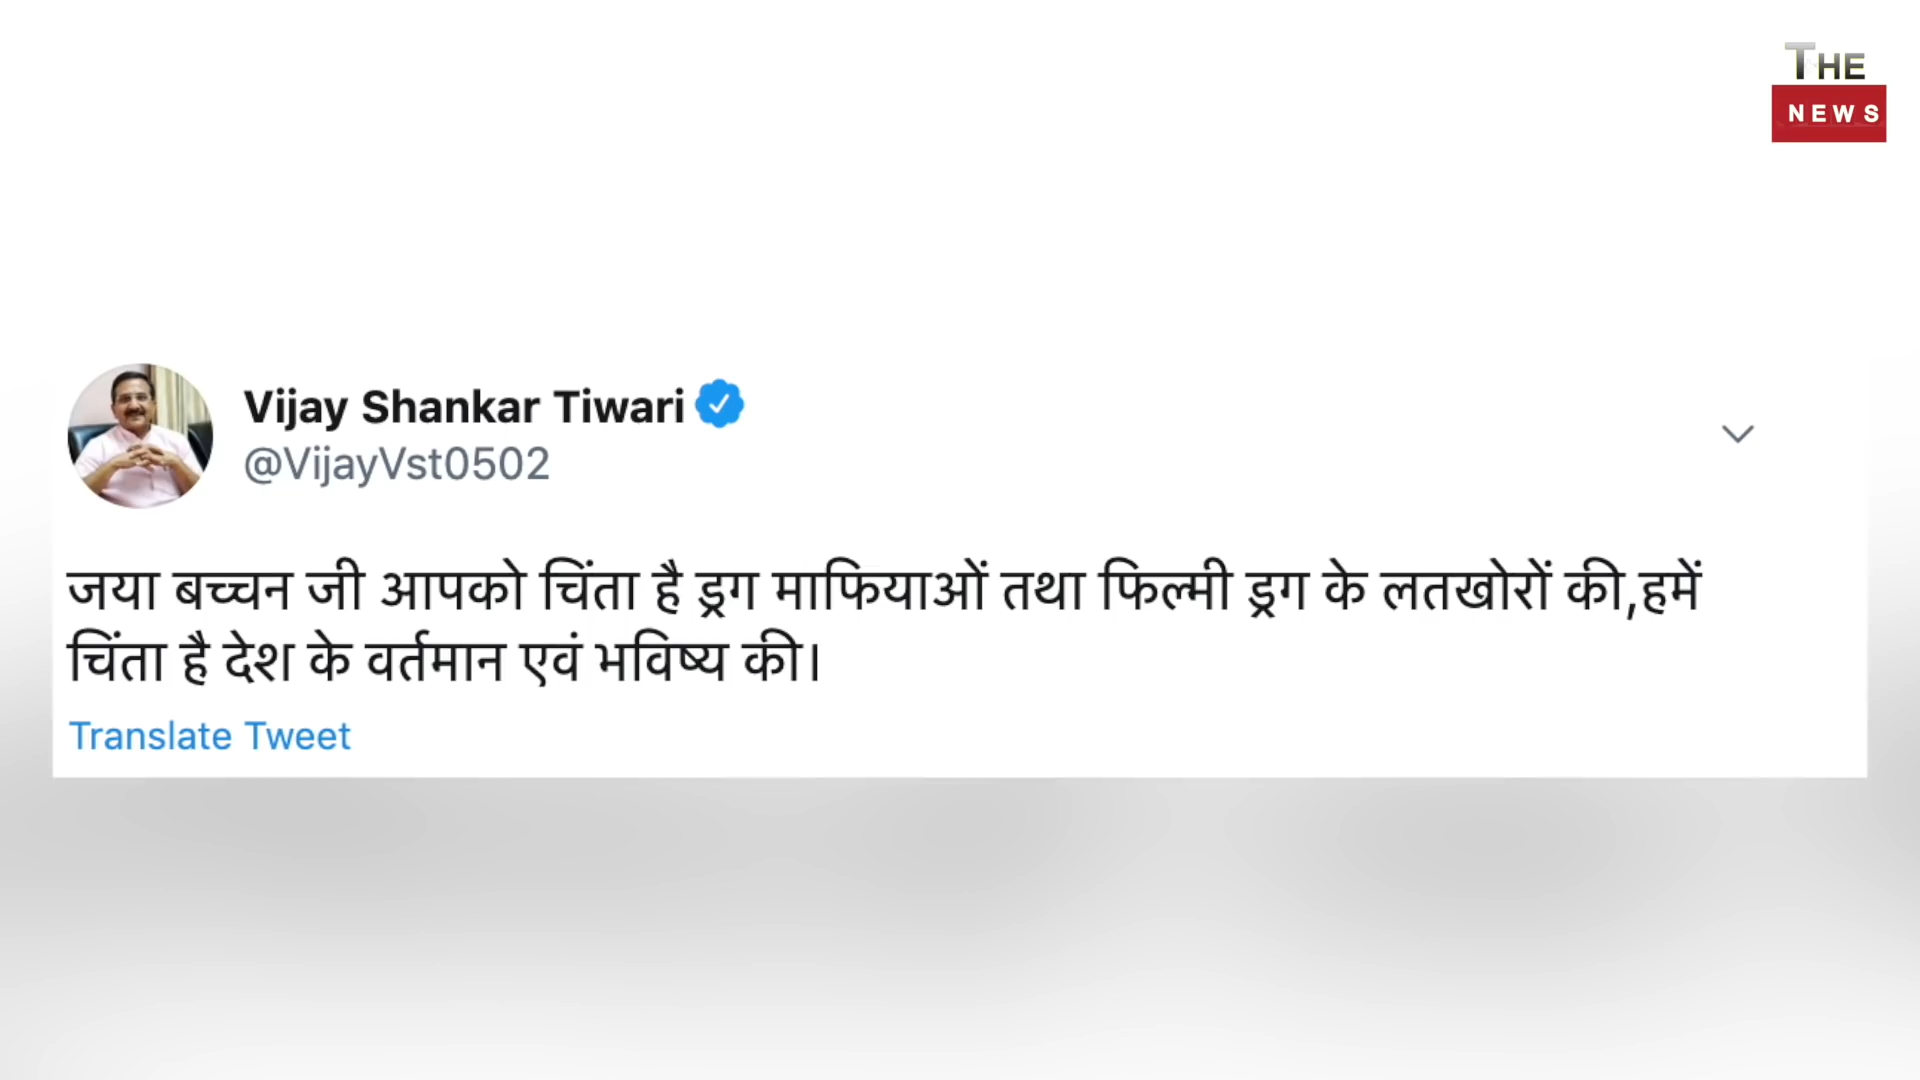 THE
NEWS
Vijay Shankar Tiwari
@VijayVst0502
जया बच्चन जी आपको चिंता है ड्रग माफियाओं तथा फिल्मी ड्रग के लतखोरों की,हमें
चिंता है देश के वर्तमान एवं भविष्य की।
Translate Tweet